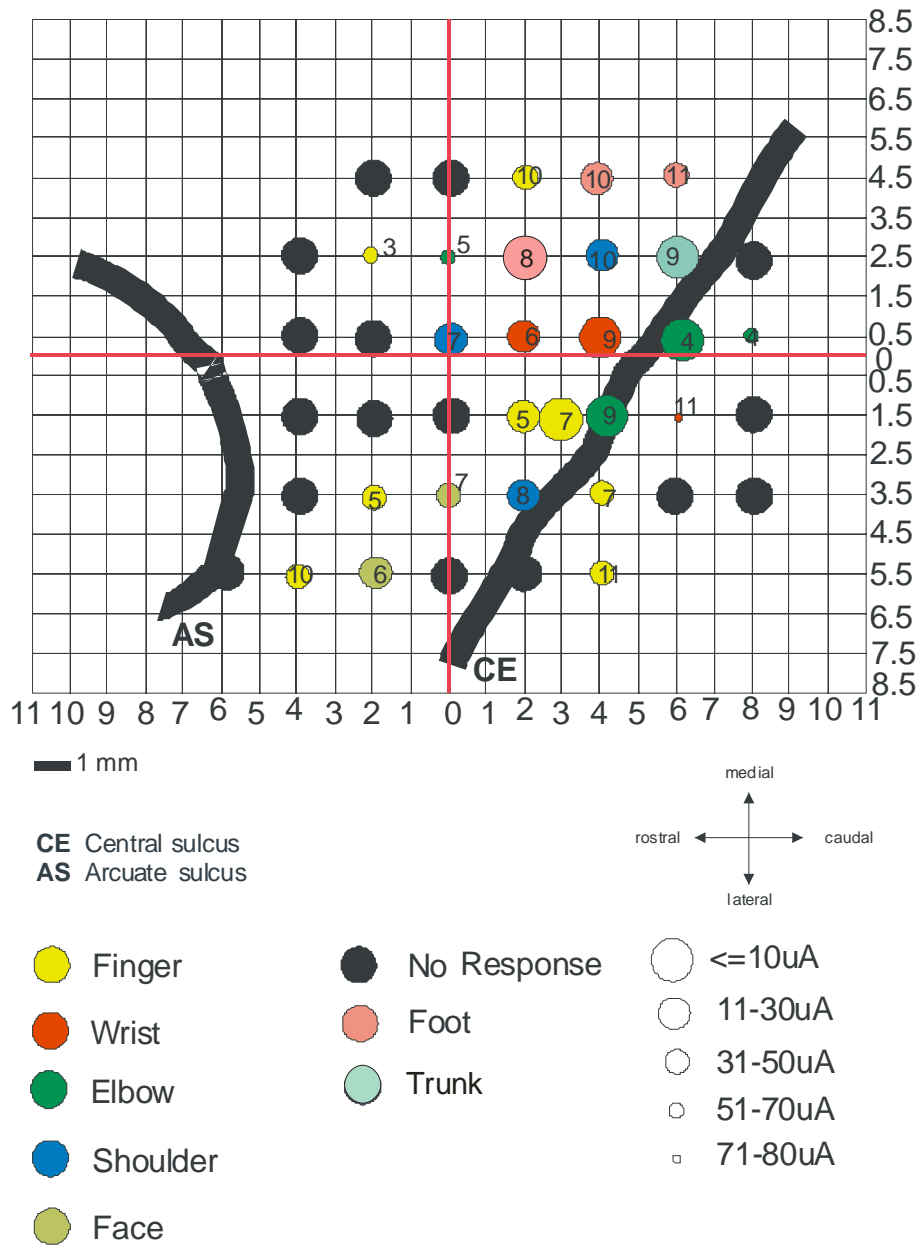 8.5
7.5
6.5
5.5
10 10 11 4.5
3 5 3.5
8 10 9 2.5
1.5
7 6 9 4 4 0.5
0
0.5
5 7 9 11 1.5
2.5
7
5 8 7 3.5
4.5
10 6 11 5.5
6.5
AS
CE 7.5
8.5
11 10 9 8 7 6 5 4 2 1 0 1 2 3 4 5 6 7 8 9 10 11
1 mm
medial
CE Central sulcus
rostral caudal
AS Arcuate sulcus
lateral
Finger No Response <=10uA
Wrist Foot 11-30uA
Elbow Trunk 31-50uA
51-70uA
Shoulder 71-80uA
Face